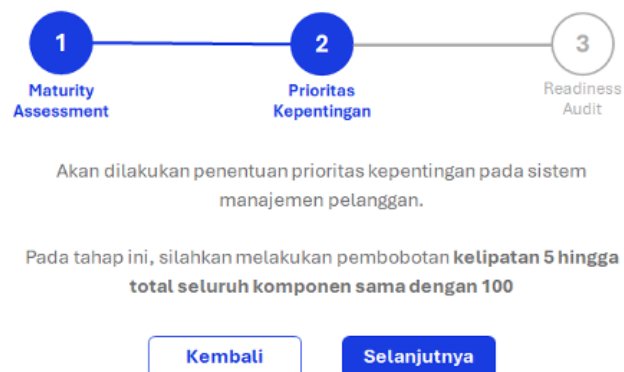 1
2
3
Maturity
Assessment
Prioritas
Kepentingan
Readiness
Audit
Akan dilakukan penentuan prioritas kepentingan pada sistem
manajemen pelanggan.
Pada tahap ini, silahkan melakukan pembobotan kelipatan 5 hingga
total seluruh komponen sama dengan 100
Kembali
Selanjutnya